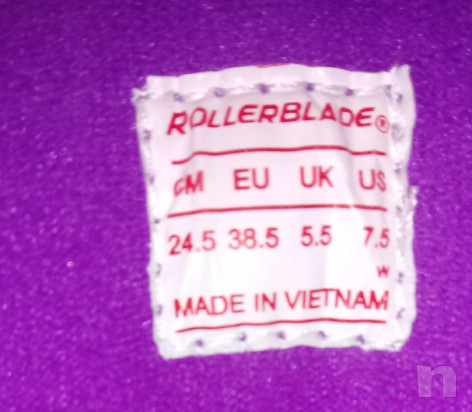 ROLLERBLADE®
CM EU UK US
24.5 38.5 5.5 7.5
W
MADE IN VIETNAM
n